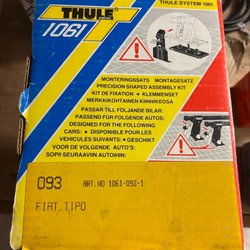 THULE
SWEDEN
THULE SYSTEM 1061
1061
MONTERINGSSATS MONTAGESATZ
PRECISION SHAPED ASSEMBLY KIT
KIT DE FIXATION • KLEMMENSET
MERKKIKOHTAINEN KIINNIKOSA
PASSAR TILL FÖLJANDE BILAR:
PASSEND FÜR FOLGENDE AUTOS:
DESIGNED FOR THE FOLLOWING
CARS: • DISPONIBLE POUR LES
VEHICULES SUIVANTS: • GESCHIKT
VOOR DE VOLGENDE AUTO'S:
SOPII SEURAAVIIN AUTOIHIN:
093 ART.NO 1061-093-1
FIAT TIPO